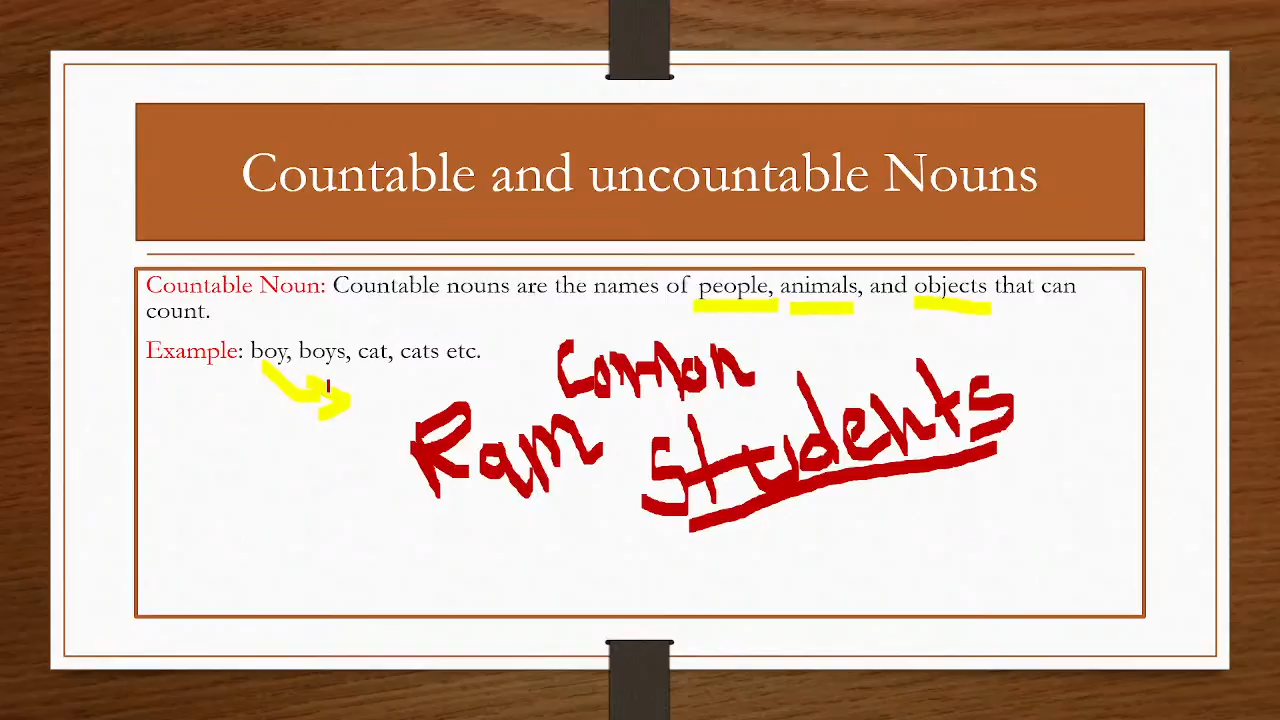 Countable and uncountable Nouns
Countable Noun: Countable nouns are the names of people, animals, and objects that can
count.
Example: boy, boys, cat, cats etc.
Common
Ram students